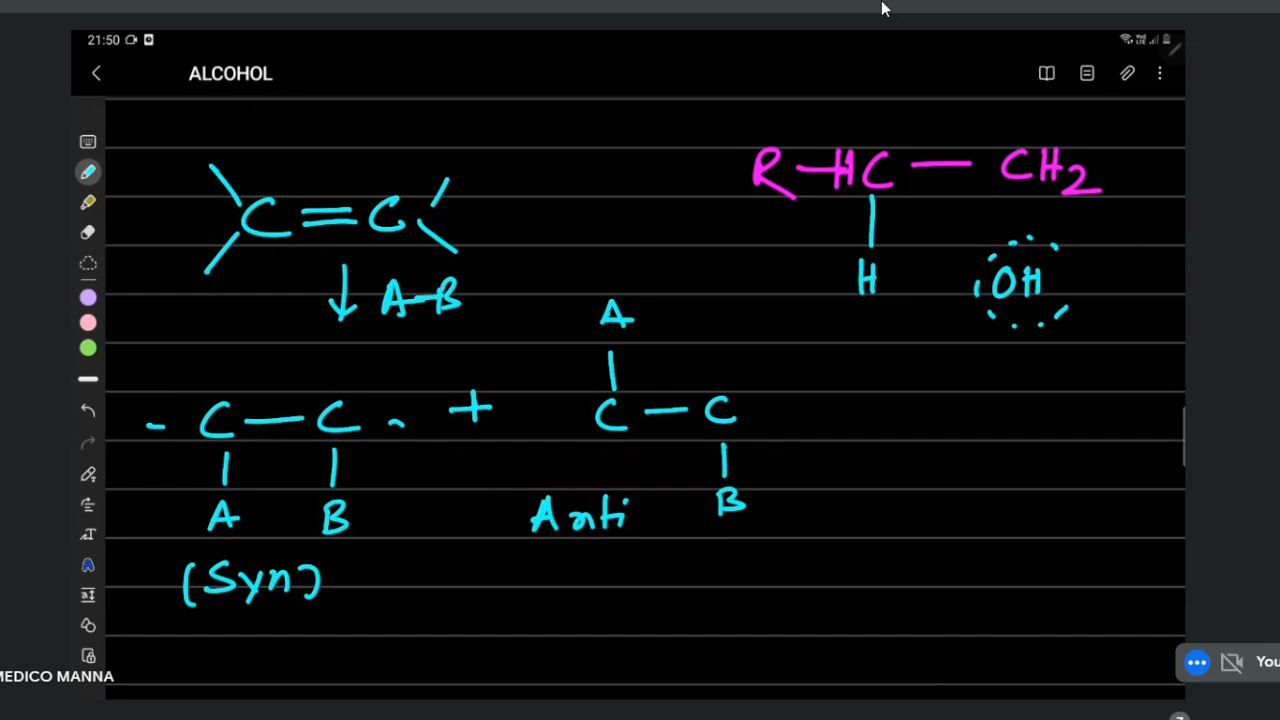 21:50
ALCOHOL
R-HC-CH2
C=C
H
OH
↓ A-B
A
- C-C - + C-C
A B
B
Anti
(Syn)
MEDICO MANNA
You